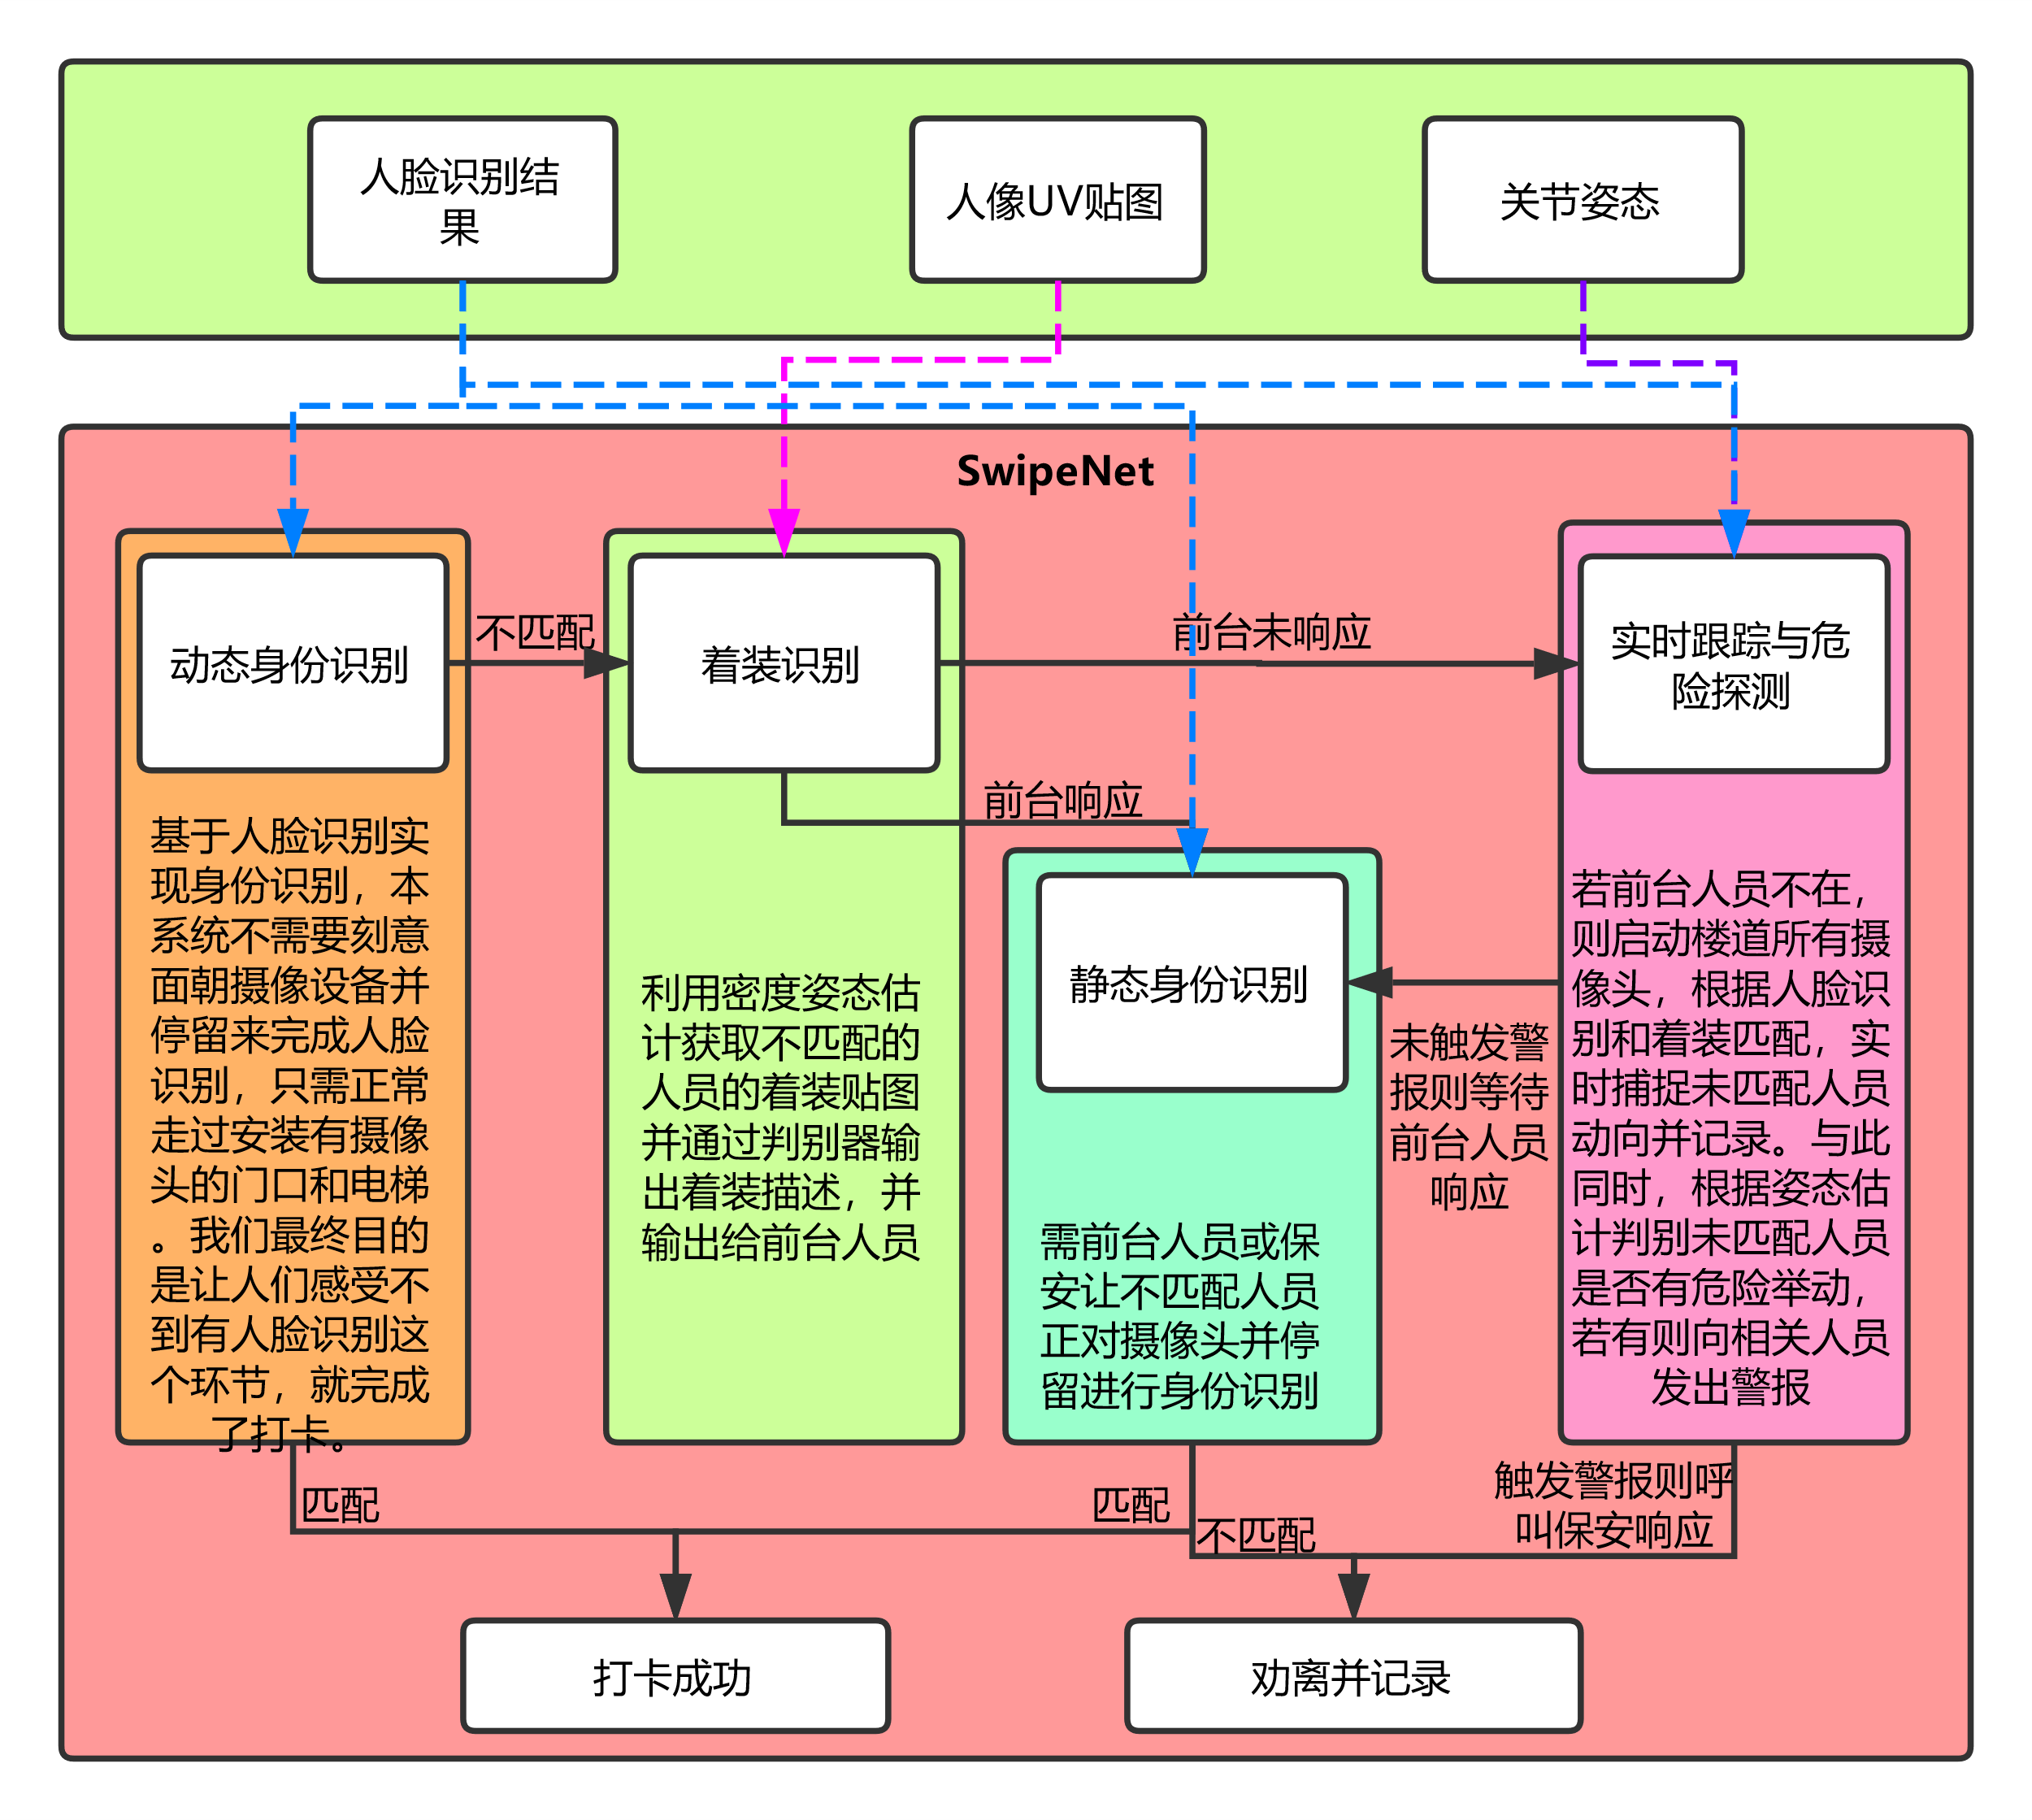 人脸识别结
果
人像UV贴图
关节姿态
SwipeNet
动态身份识别
不匹配
着装识别
前台未响应
实时跟踪与危
险探测
前台响应
基于人脸识别实
现身份识别，本
系统不需要刻意
面朝摄像设备并
停留来完成人脸
识别，只需正常
走过安装有摄像
头的门口和电梯
。我们最终目的
是让人们感受不
到有人脸识别这
个环节，就完成
了打卡。
利用密度姿态估
计获取不匹配的
人员的着装贴图
并通过判别器输
出着装描述，并
输出给前台人员
静态身份识别
需前台人员或保
安让不匹配人员
正对摄像头并停
留进行身份识别
未触发警
报则等待
前台人员
响应
若前台人员不在，
则启动楼道所有摄
像头，根据人脸识
别和着装匹配，实
时捕捉未匹配人员
动向并记录。与此
同时，根据姿态估
计判别未匹配人员
是否有危险举动，
若有则向相关人员
发出警报
匹配
匹配
不匹配
触发警报则呼
叫保安响应
打卡成功
劝离并记录